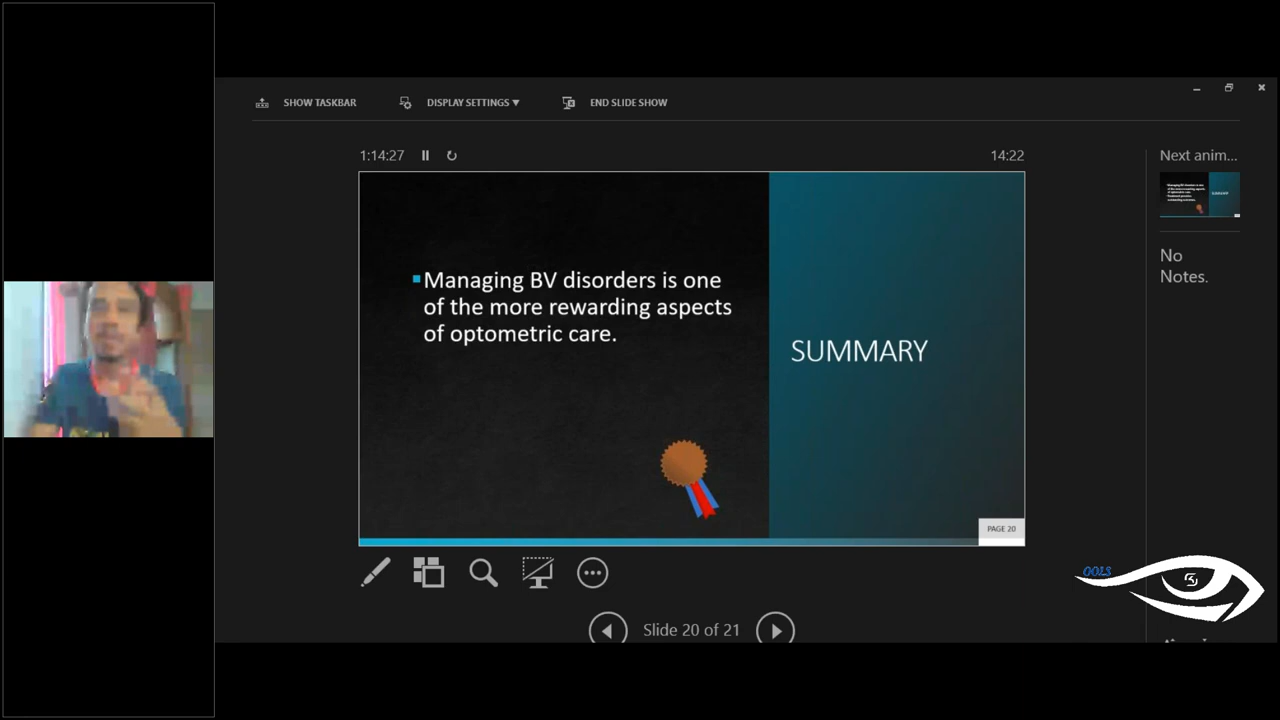 SHOW TASKBAR
DISPLAY SETTINGS ▼
END SLIDE SHOW
1:14:27
14:22
Next anim...
Managing BV disorders is one
of the more rewarding aspects
of optometric care.
SUMMARY
PAGE 20
No
Notes.
OOLS
Slide 20 of 21